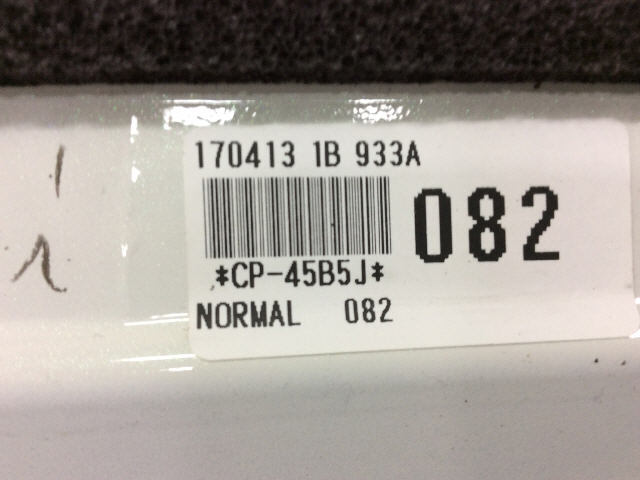 170413 1B 933A
082
*CP-45B5J*
NORMAL 082